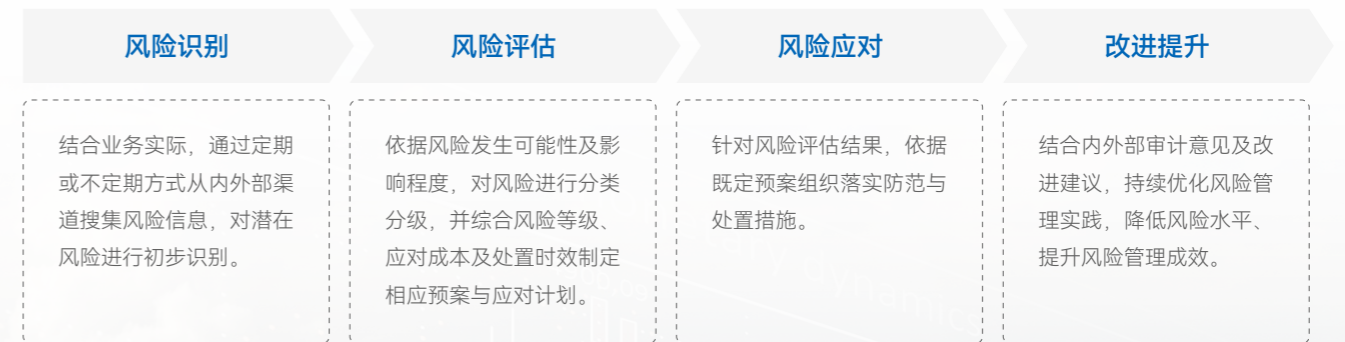 风险识别
风险评估
风险应对
改进提升
结合业务实际，通过定期
或不定期方式从内外部渠
道搜集风险信息，对潜在
风险进行初步识别。
依据风险发生可能性及影
响程度，对风险进行分类
分级，并综合风险等级、
应对成本及处置时效制定
相应预案与应对计划。
针对风险评估结果，依据
既定预案组织落实防范与
处置措施。
结合内外部审计意见及改
进建议，持续优化风险管
理实践，降低风险水平、
提升风险管理成效。